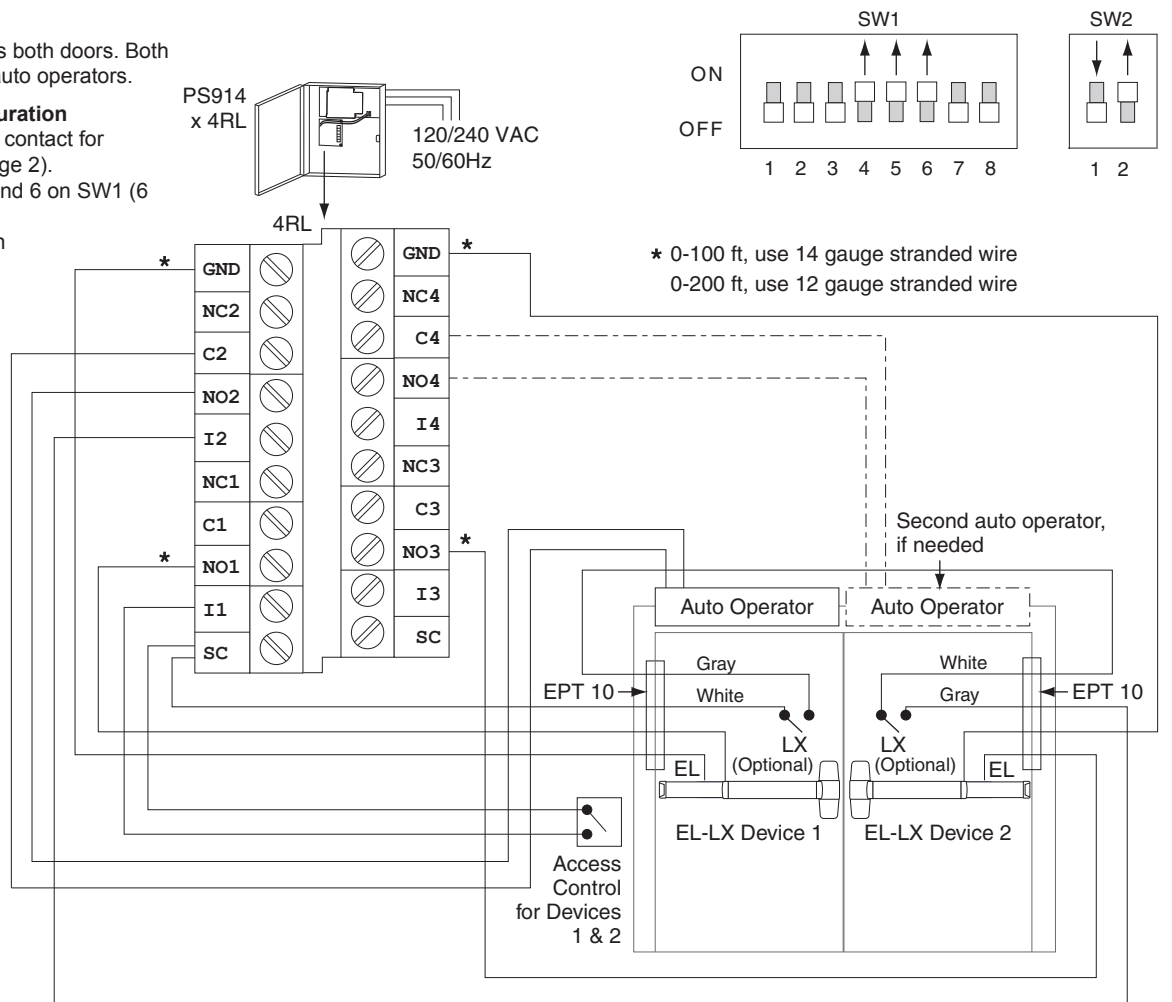 s both doors. Both
auto operators.
uration
contact for
ge 2).
nd 6 on SW1 (6
PS914
x 4RL
120/240 VAC
50/60Hz
SW1
SW2
ON
OFF
1 2 3 4 5 6 7 8
1 2
* 0-100 ft, use 14 gauge stranded wire
0-200 ft, use 12 gauge stranded wire
4RL
* GND
NC2
C2
NO2
I2
NC1
C1
* NO1
I1
SC
GND *
NC4
C4
NO4
I4
NC3
C3
NO3 *
I3
SC
Second auto operator,
if needed
Auto Operator
Auto Operator
EPT 10
Gray
White
LX
(Optional)
EL
EL-LX Device 1
White
Gray
EPT 10
LX
(Optional)
EL
EL-LX Device 2
Access
Control
for Devices
1 & 2